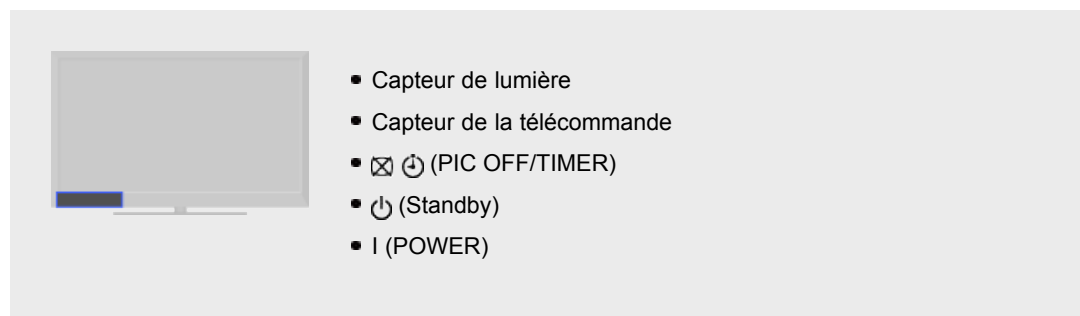 • Capteur de lumière
• Capteur de la télécommande
• (PIC OFF/TIMER)
• (Standby)
• I (POWER)